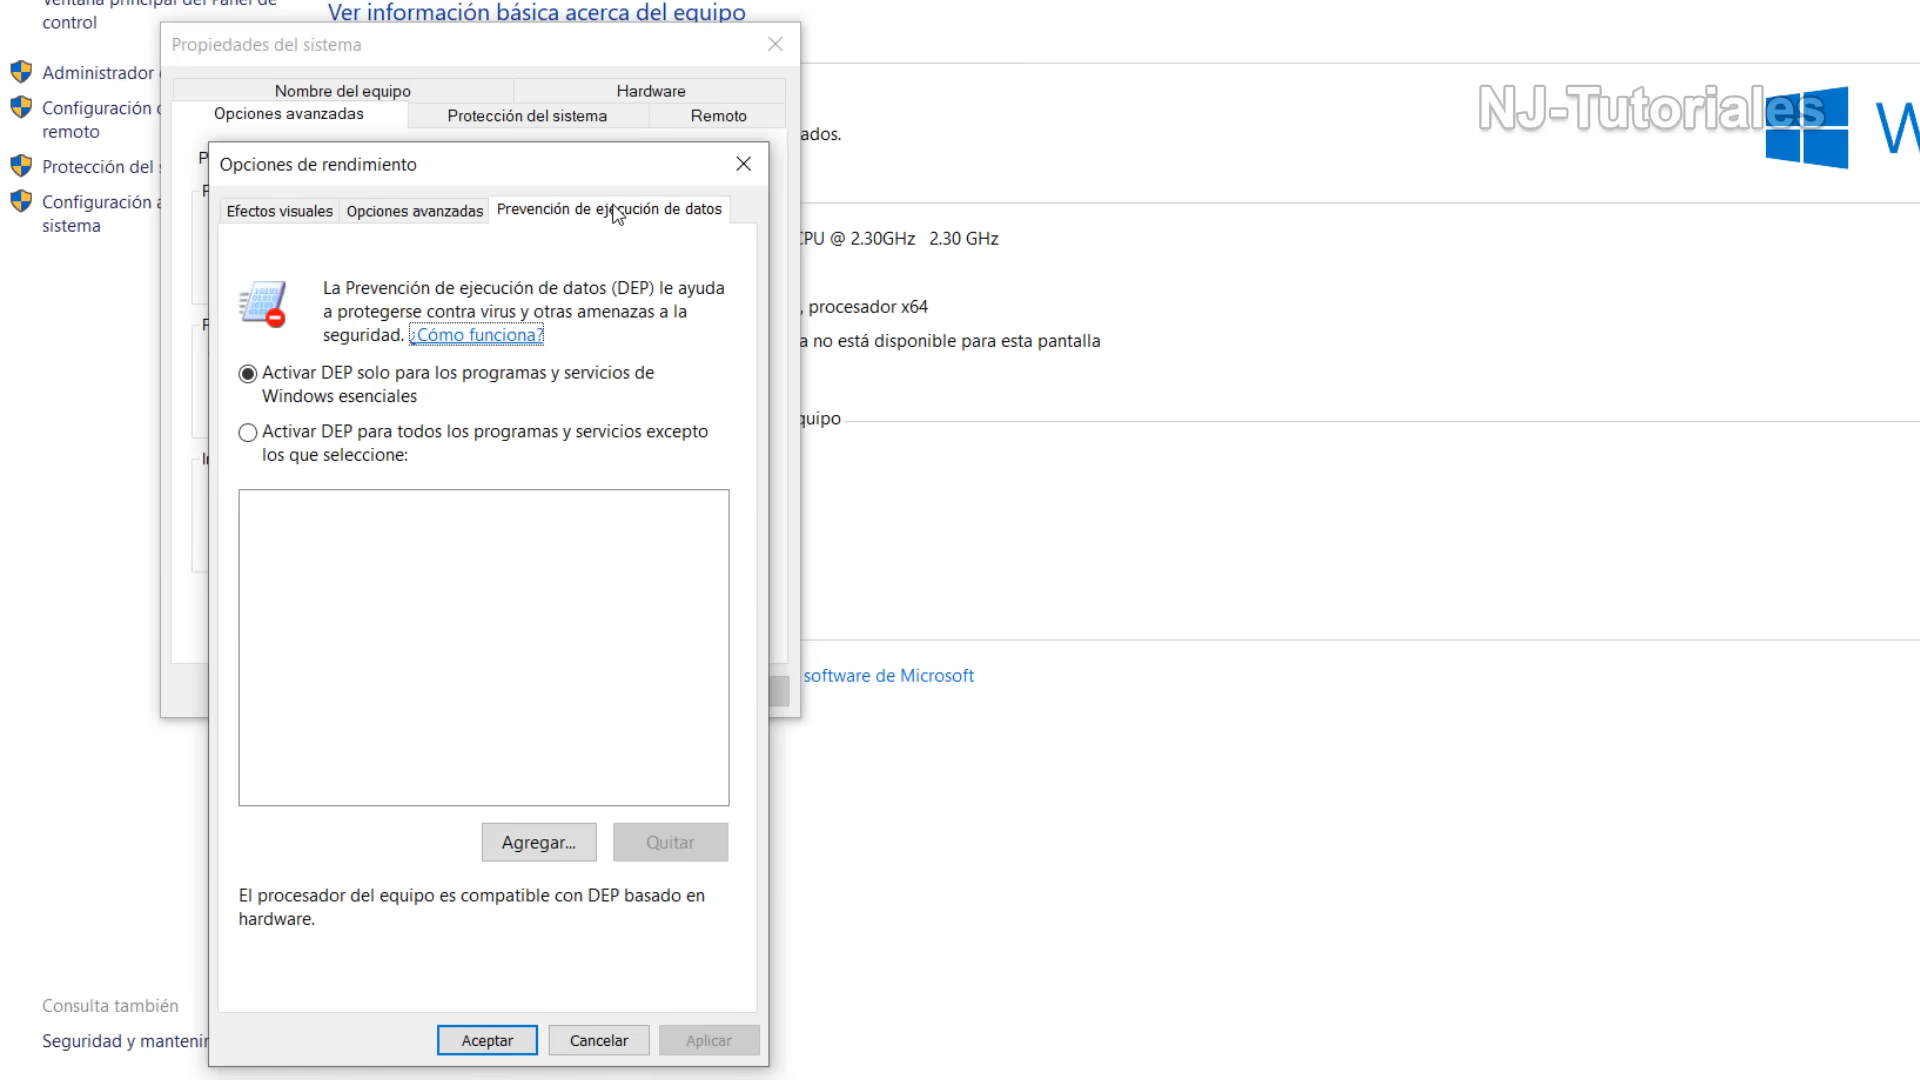 Ver información básica acerca del equipo
control
Administrador
Configuración
remoto
Protección del
Configuración
sistema
Propiedades del sistema
Nombre del equipo
Hardware
Opciones avanzadas
Protección del sistema
Remoto
Opciones de rendimiento
Efectos visuales
Opciones avanzadas
Prevención de ejecución de datos
La Prevención de ejecución de datos (DEP) le ayuda
a protegerse contra virus y otras amenazas a la
seguridad. ¿Cómo funciona?
Activar DEP solo para los programas y servicios de
Windows esenciales
Activar DEP para todos los programas y servicios excepto
los que seleccione:
Agregar...
Quitar
El procesador del equipo es compatible con DEP basado en
hardware.
Aceptar
Cancelar
Aplicar
ados.
NJ-Tutoriales
W
CPU @ 2.30GHz 2.30 GHz
, procesador x64
a no está disponible para esta pantalla
quipo
software de Microsoft
Consulta también
Seguridad y mantenir